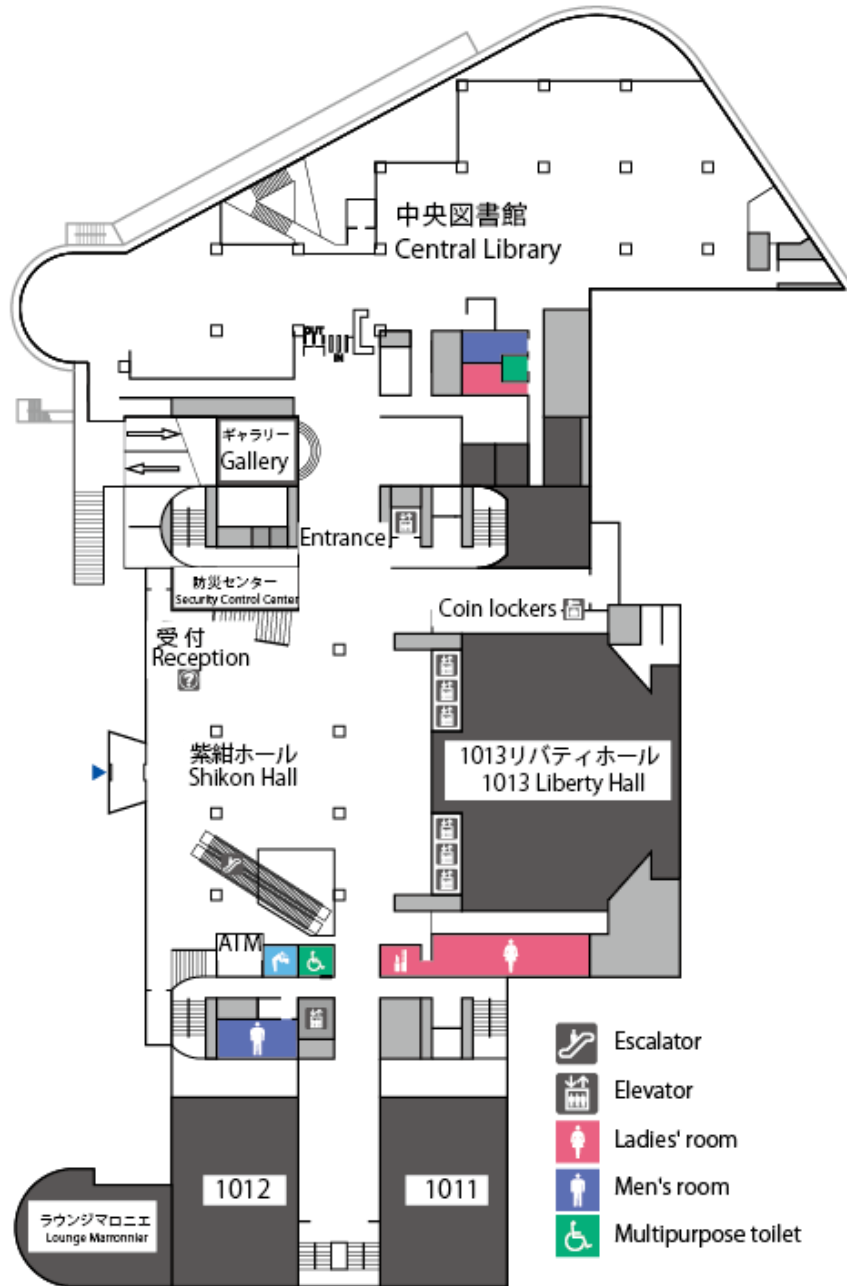 中央図書館
Central Library
OUT
IN
ギャラリー
Gallery
Entrance
防災センター
Security Control Center
Coin lockers
受付
Reception
?
紫紺ホール
Shikon Hall
1013リバティホール
1013 Liberty Hall
ATM
Escalator
Elevator
Ladies' room
Men's room
Multipurpose toilet
1012
1011
ラウンジマロニエ
Lounge Marronnier